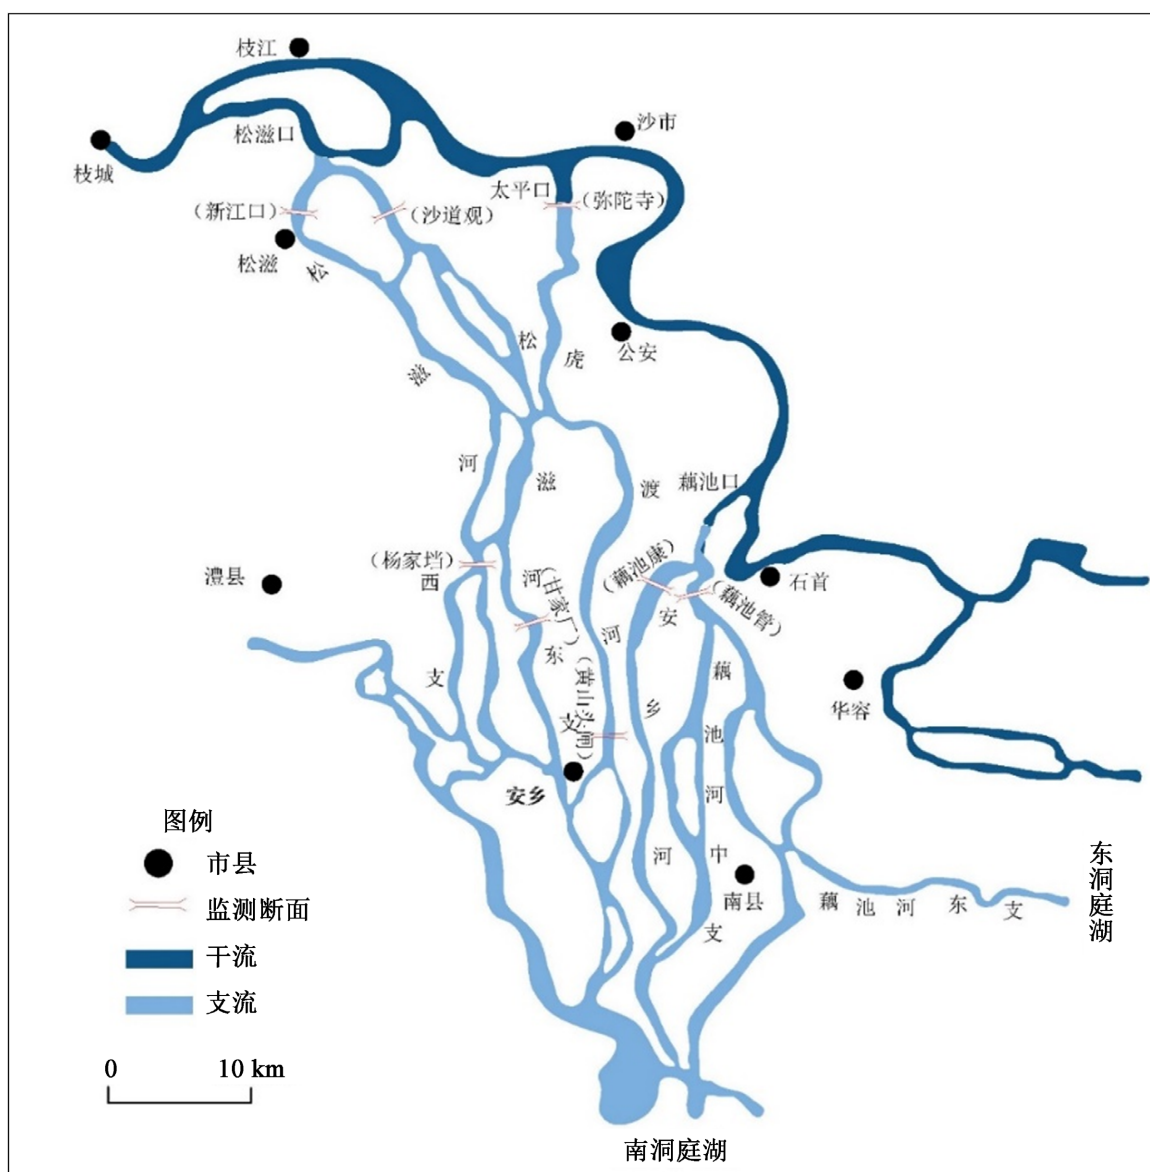 枝江
沙市
松滋口
枝城
太平口
(弥陀寺)
(新江口)
(沙道观)
松滋
松
松
虎
公安
滋
河
滋
渡
藕池口
(杨家垱)
西
澧县
河
(甘家厂)
(藕池康)
石首
(藕池管)
安
河
东
藕
支
(黄山头闸)
支
乡
华容
池
安乡
河
图例
市县
河
中
南县
东洞庭湖
监测断面
藕池河东支
支
干流
支流
0 10 km
南洞庭湖